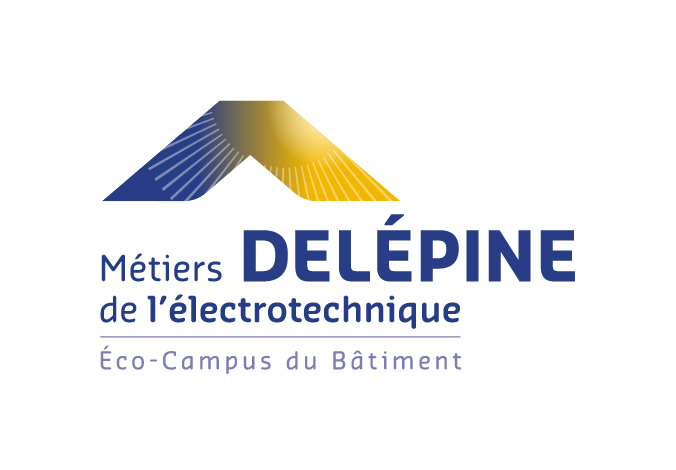 Métiers DELÉPINE
de l'électrotechnique
Éco-Campus du Bâtiment